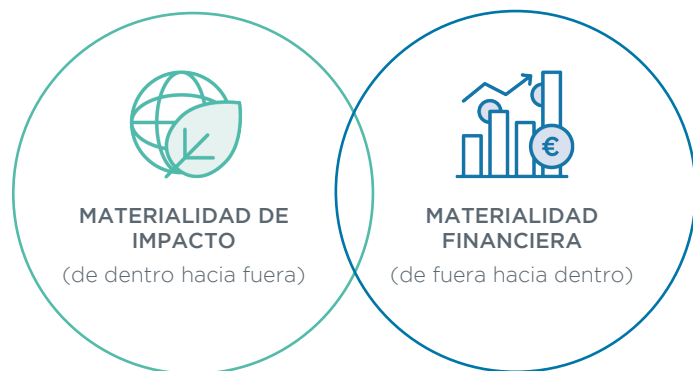 €
MATERIALIDAD DE
IMPACTO
(de dentro hacia fuera)
MATERIALIDAD
FINANCIERA
(de fuera hacia dentro)